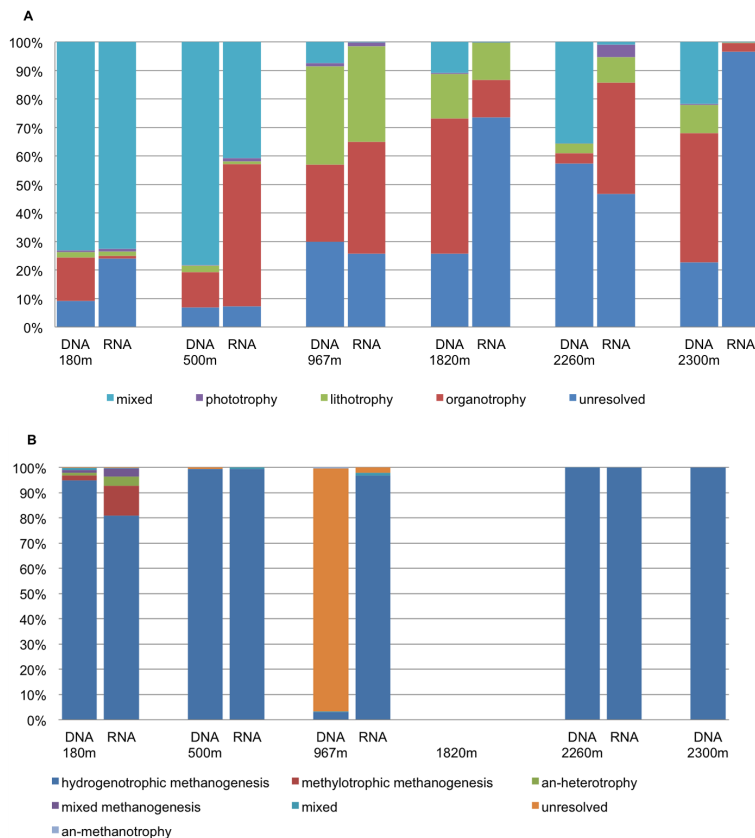 A
100%
90%
80%
70%
60%
50%
40%
30%
20%
10%
0%
DNA RNA DNA RNA DNA RNA DNA RNA DNA RNA DNA RNA
180m 500m 967m 1820m 2260m 2300m
mixed phototrophy lithotrophy organotrophy unresolved
B
100%
90%
80%
70%
60%
50%
40%
30%
20%
10%
0%
DNA RNA DNA RNA DNA RNA DNA RNA DNA
180m 500m 967m 1820m 2260m 2300m
hydrogenotrophic methanogenesis methylotrophic methanogenesis an-heterotrophy
mixed methanogenesis mixed unresolved
an-methanotrophy